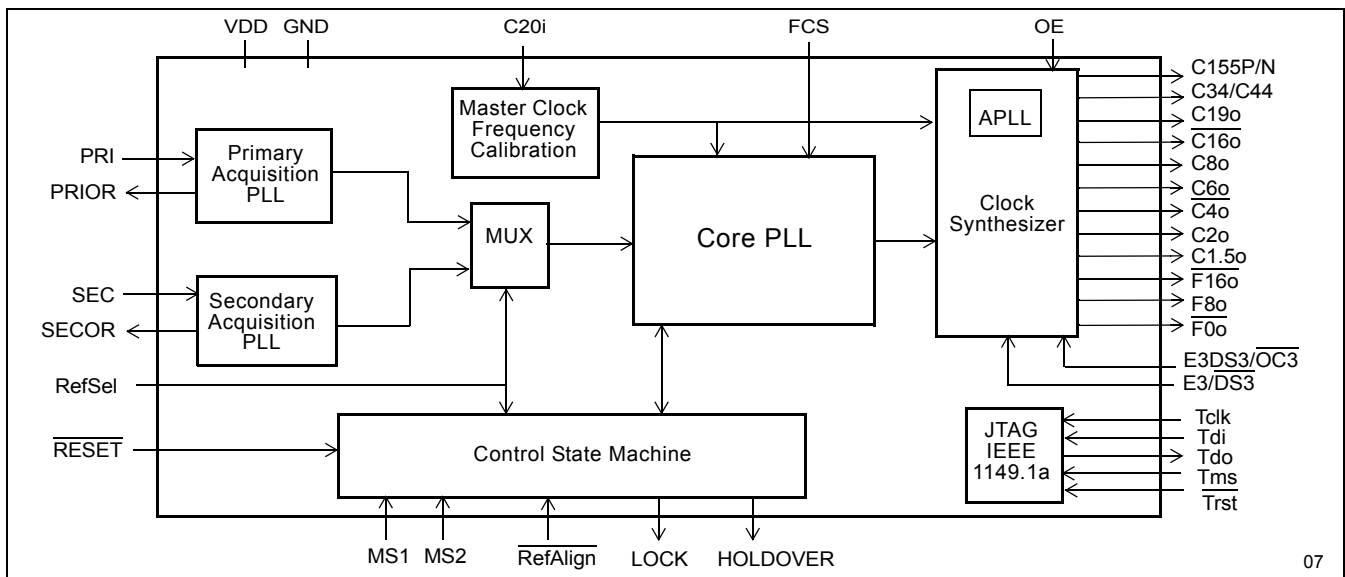 VDD GND C20i FCS OE
Master Clock
Frequency
Calibration
APLL
Clock
Synthesizer
C155P/N
C34/C44
C19o
C16o
C8o
C6o
C4o
C2o
C1.5o
F16o
F8o
F0o
E3DS3/OC3
E3/DS3
PRI
PRIOR
Primary
Acquisition
PLL
MUX
Core PLL
SEC
SECOR
Secondary
Acquisition
PLL
RefSel
RESET
Control State Machine
JTAG
IEEE
1149.1a
Tclk
Tdi
Tdo
Tms
Trst
MS1 MS2 RefAlign LOCK HOLDOVER
07